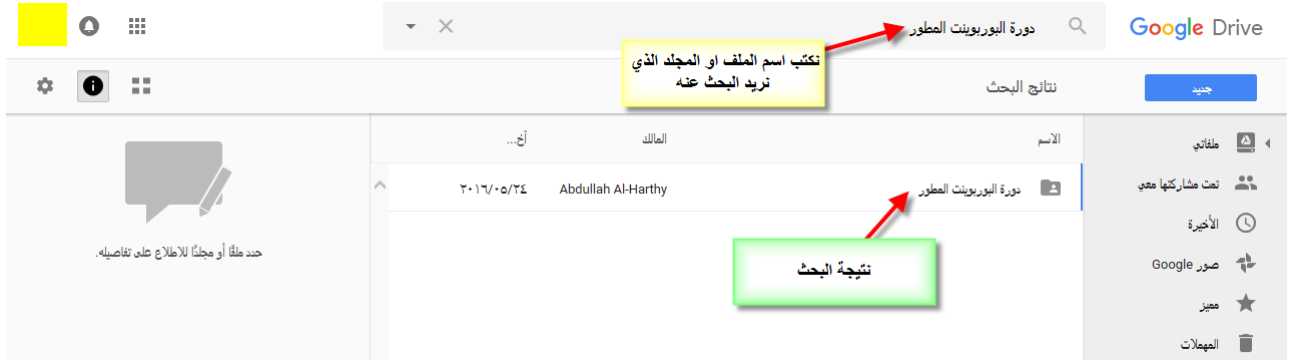 Google Drive
دورة البوربوينت المطور
نكتب اسم الملف او المجلد الذي
نريد البحث عنه
جديد
نتائج البحث
ملفاتي
تمت مشاركتها معي
الأخيرة
صور Google
مميز
المهملات
الاسم
المالك
أخ...
دورة البوربوينت المطور
Abdullah Al-Harthy
٢٠١٦/٠٥/٢٤
نتيجة البحث
حدد ملفًا أو مجلدًا للاطلاع على تفاصيله.